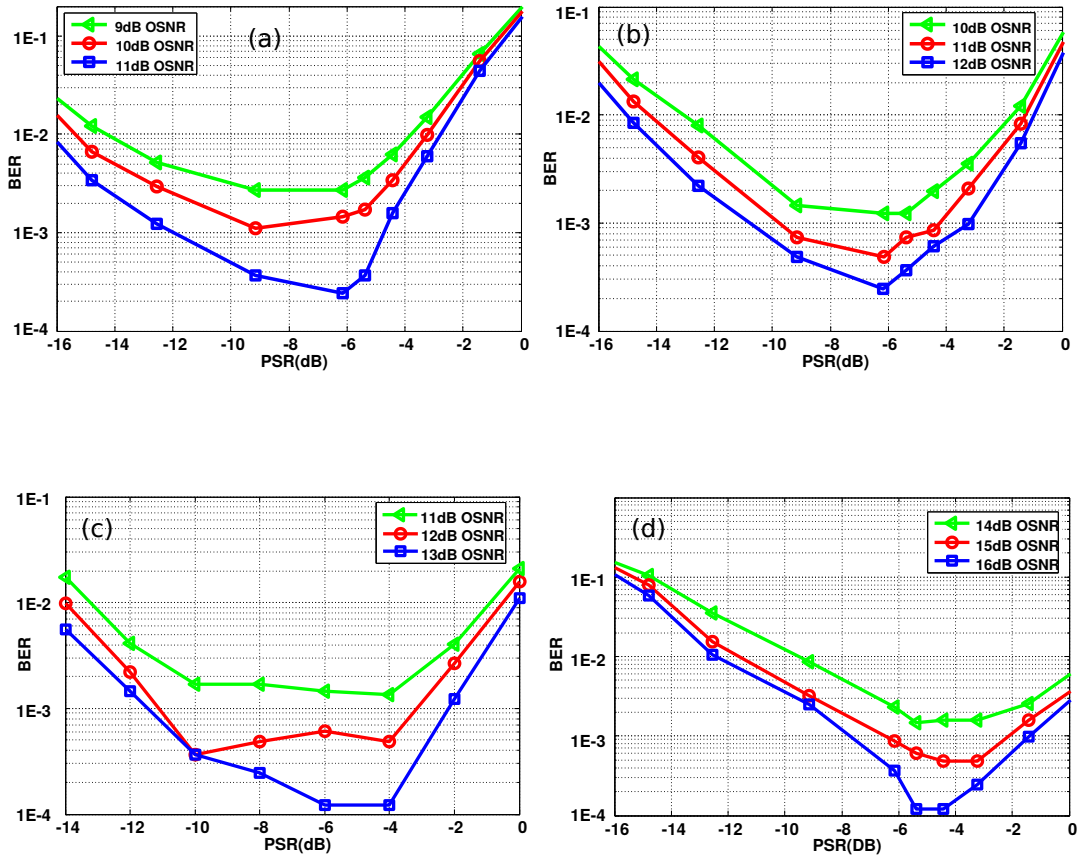 (a)
9dB OSNR
10dB OSNR
11dB OSNR
1E-1
1E-2
1E-3
1E-4
BER
-16 -14 -12 -10 -8 -6 -4 -2 0
PSR(dB)
(b)
10dB OSNR
11dB OSNR
12dB OSNR
1E-1
1E-2
1E-3
1E-4
BER
-16 -14 -12 -10 -8 -6 -4 -2 0
PSR(dB)
(c)
11dB OSNR
12dB OSNR
13dB OSNR
1E-1
1E-2
1E-3
1E-4
BER
-14 -12 -10 -8 -6 -4 -2 0
PSR(dB)
(d)
14dB OSNR
15dB OSNR
16dB OSNR
1E-1
1E-2
1E-3
1E-4
BER
-16 -14 -12 -10 -8 -6 -4 -2 0
PSR(DB)